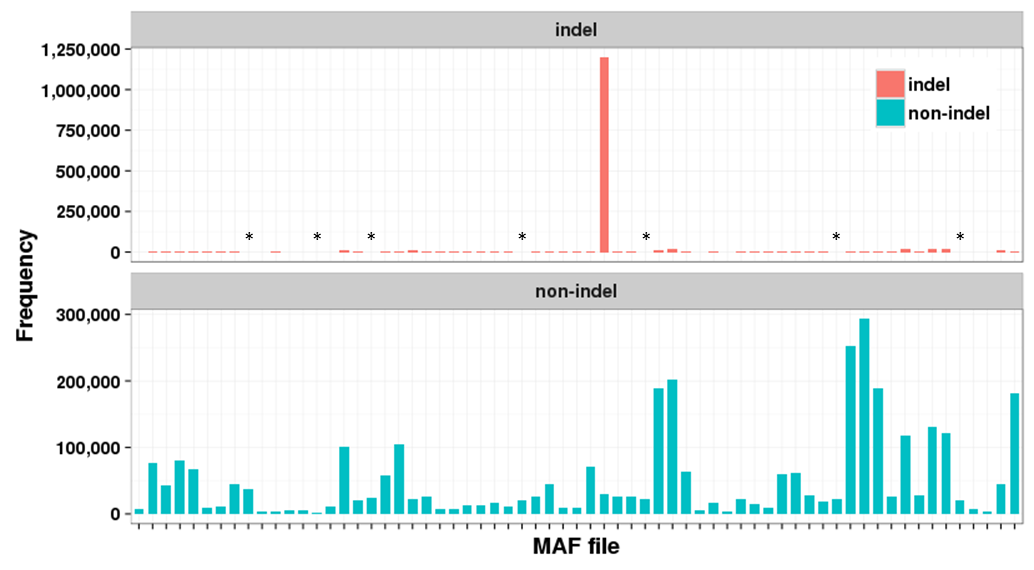 indel
1,250,000
1,000,000
750,000
500,000
250,000
0
* * * * * * *
indel
non-indel
Frequency
non-indel
300,000
200,000
100,000
0
MAF file